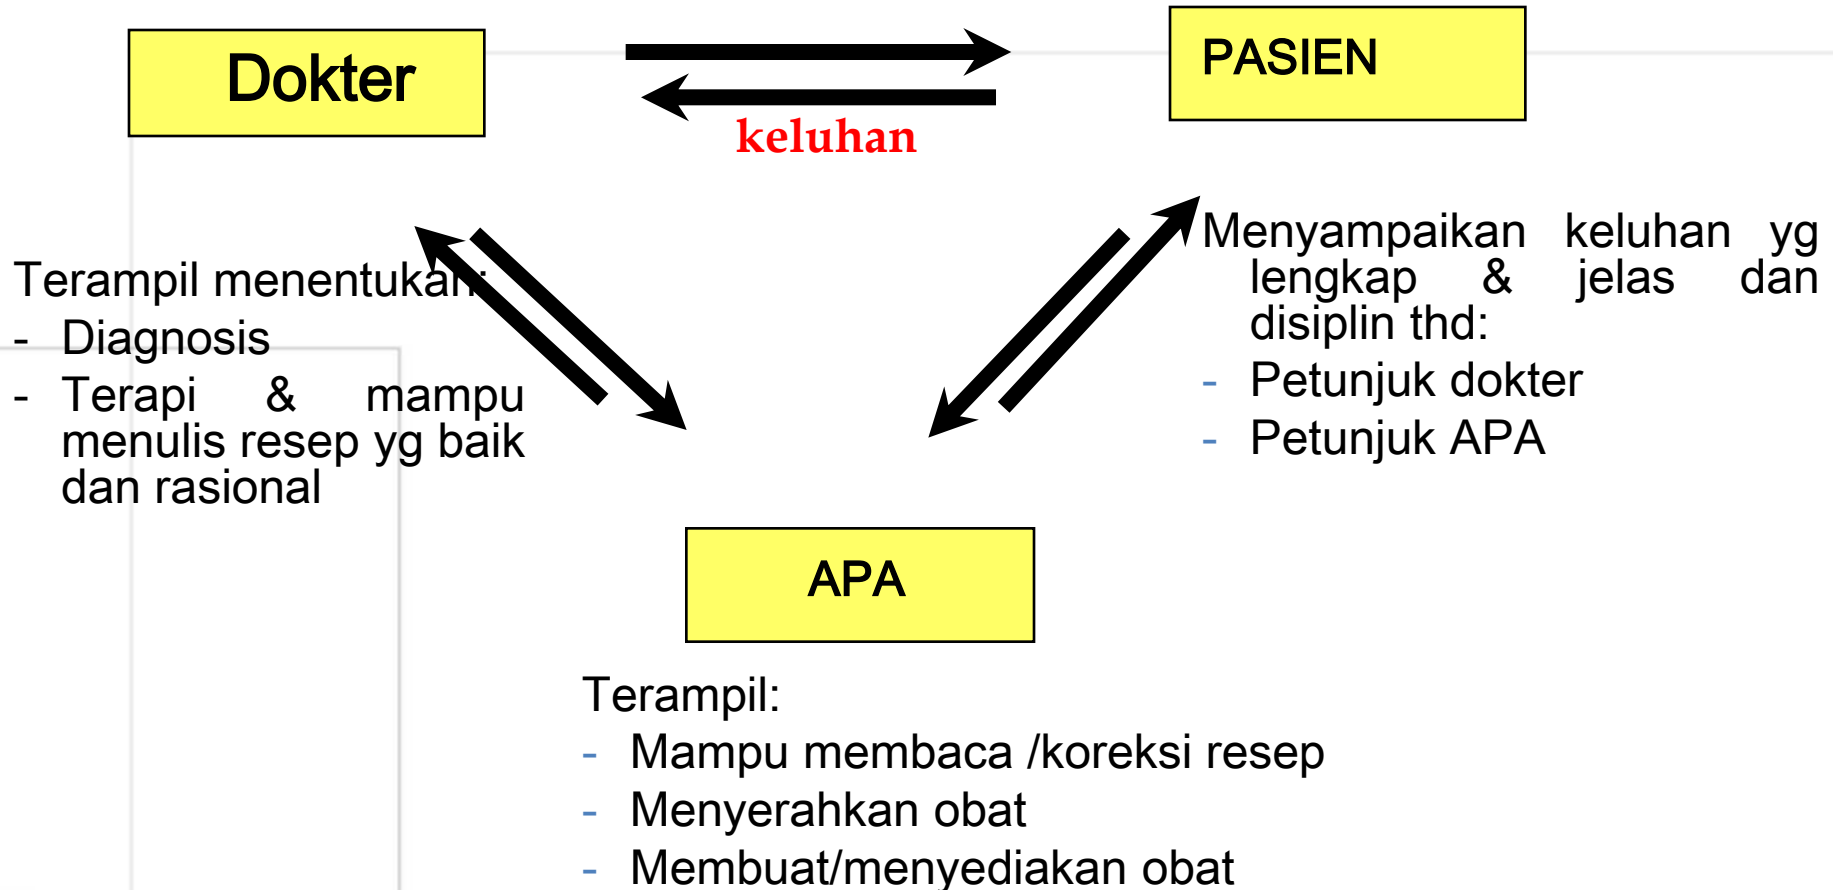 Dokter
PASIEN
keluhan
Terampil menentukan:
- Diagnosis
- Terapi & mampu
menulis resep yg baik
dan rasional
Menyampaikan keluhan yg
lengkap & jelas dan
disiplin thd:
- Petunjuk dokter
- Petunjuk APA
APA
Terampil:
- Mampu membaca /koreksi resep
- Menyerahkan obat
- Membuat/menyediakan obat